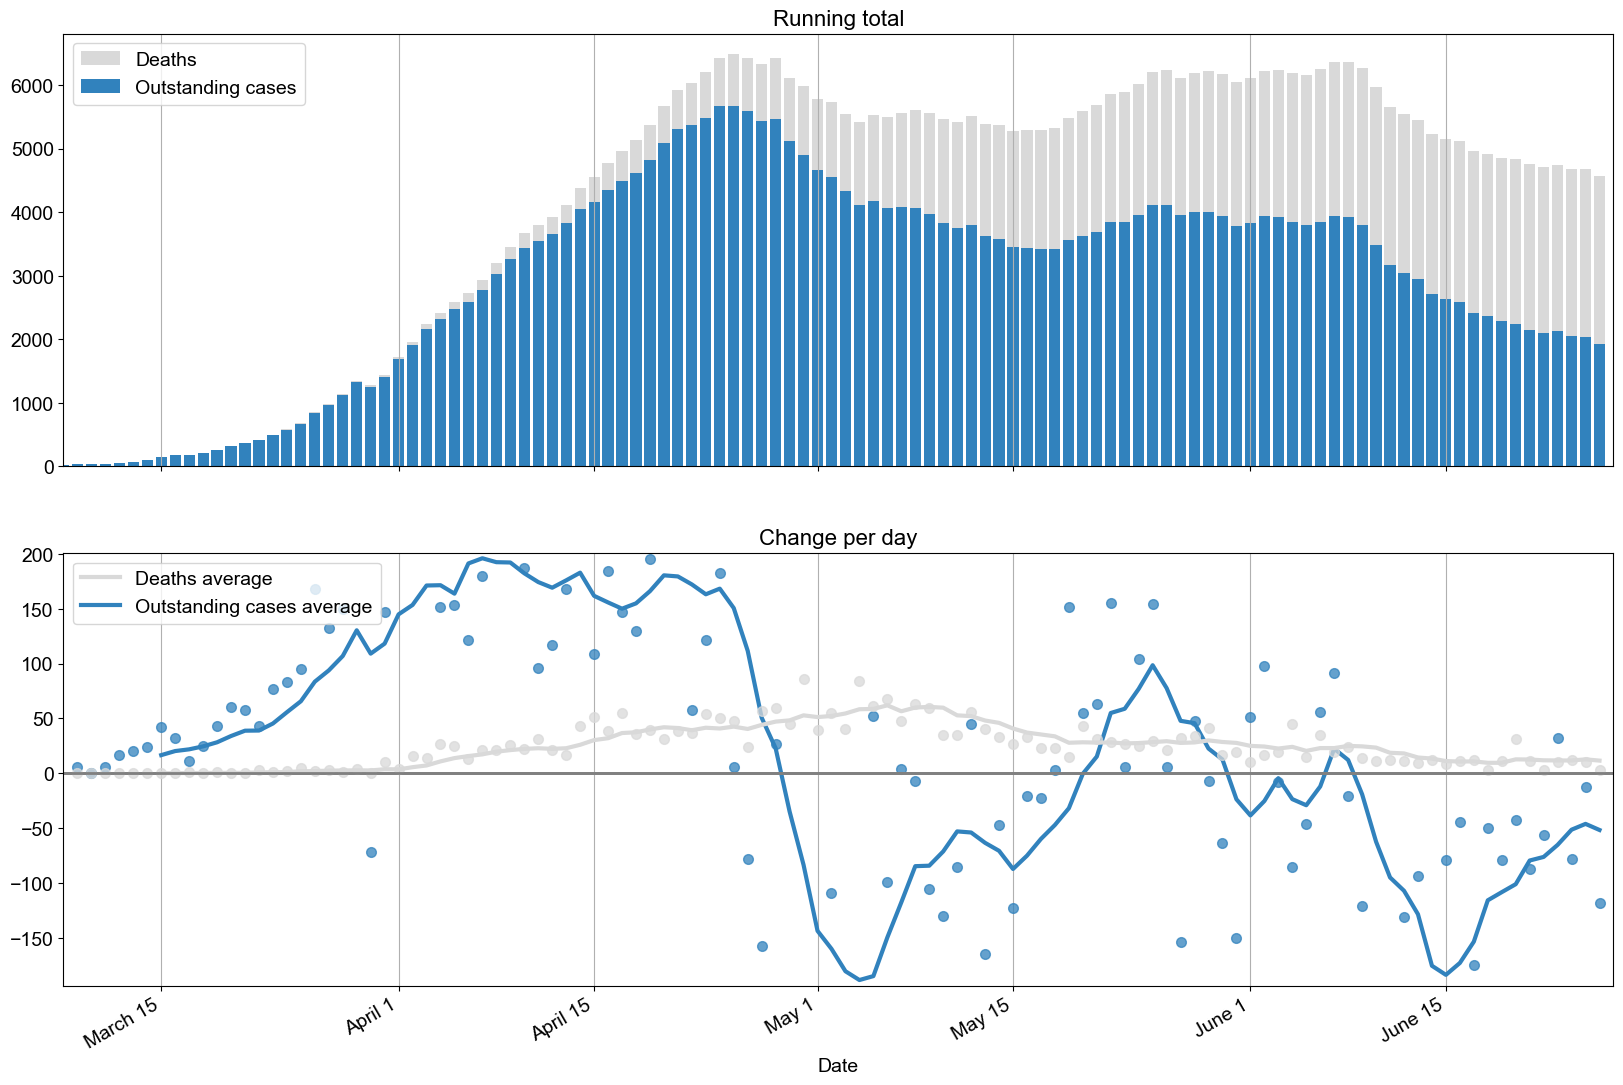 Running total
Deaths
Outstanding cases
6000
5000
4000
3000
2000
1000
0
Change per day
Deaths average
Outstanding cases average
200
150
100
50
0
−50
−100
−150
March 15
April 1
April 15
May 1
May 15
June 1
June 15
Date